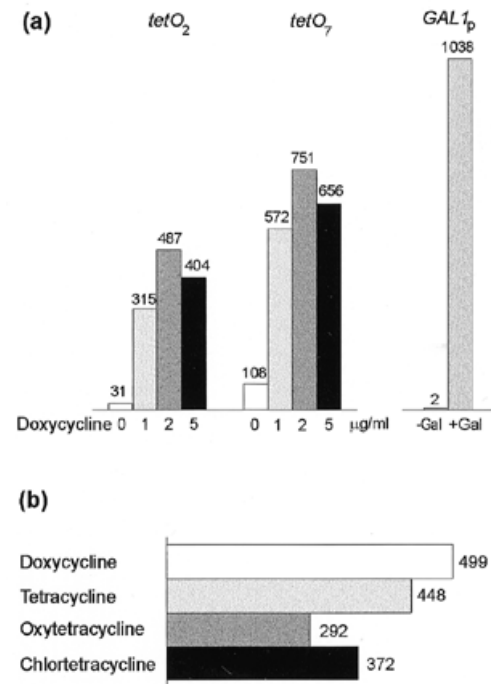 (a) tetO2 tetO7 GAL1p
1038
751
656
572
487
404
315
108
31
2
Doxycycline 0 1 2 5 0 1 2 5 µg/ml -Gal +Gal
(b)
Doxycycline 499
Tetracycline 448
Oxytetracycline 292
Chlortetracycline 372